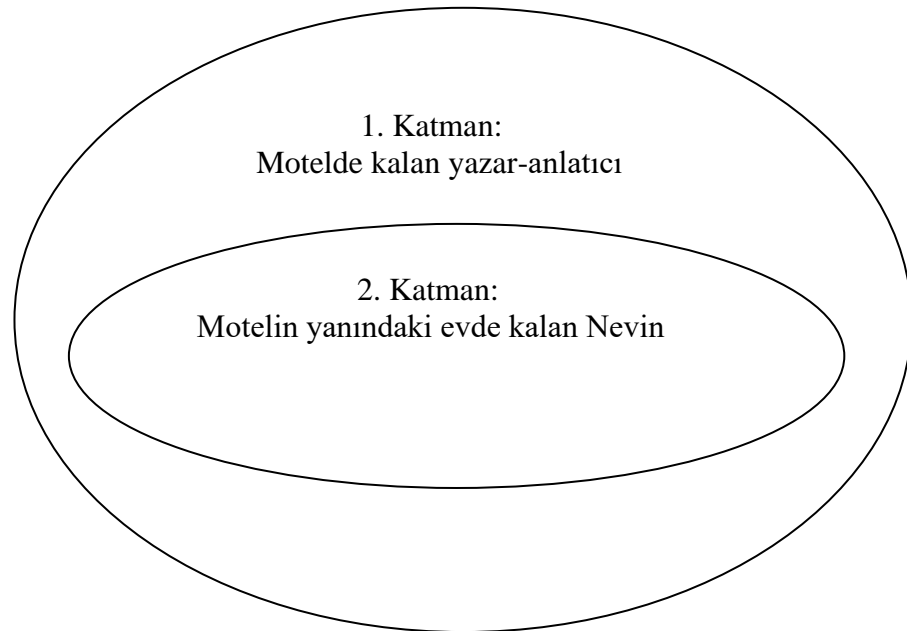 1. Katman:
Motelde kalan yazar-anlatıcı
2. Katman:
Motelin yanındaki evde kalan Nevin